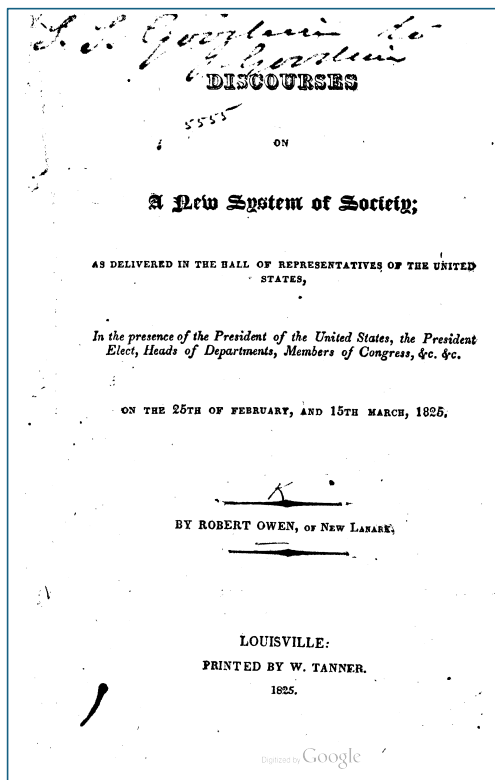 DISCOURSES
5555
ON
A New System of Society;
AS DELIVERED IN THE HALL OF REPRESENTATIVES OF THE UNITED
STATES,
In the presence of the President of the United States, the President
Elect, Heads of Departments, Members of Congress, &c. &c.
ON THE 25TH OF FEBRUARY, AND 15TH MARCH, 1825.
BY ROBERT OWEN, OF NEW LANARK,
LOUISVILLE:
PRINTED BY W. TANNER.
1825.
Digitized by Google